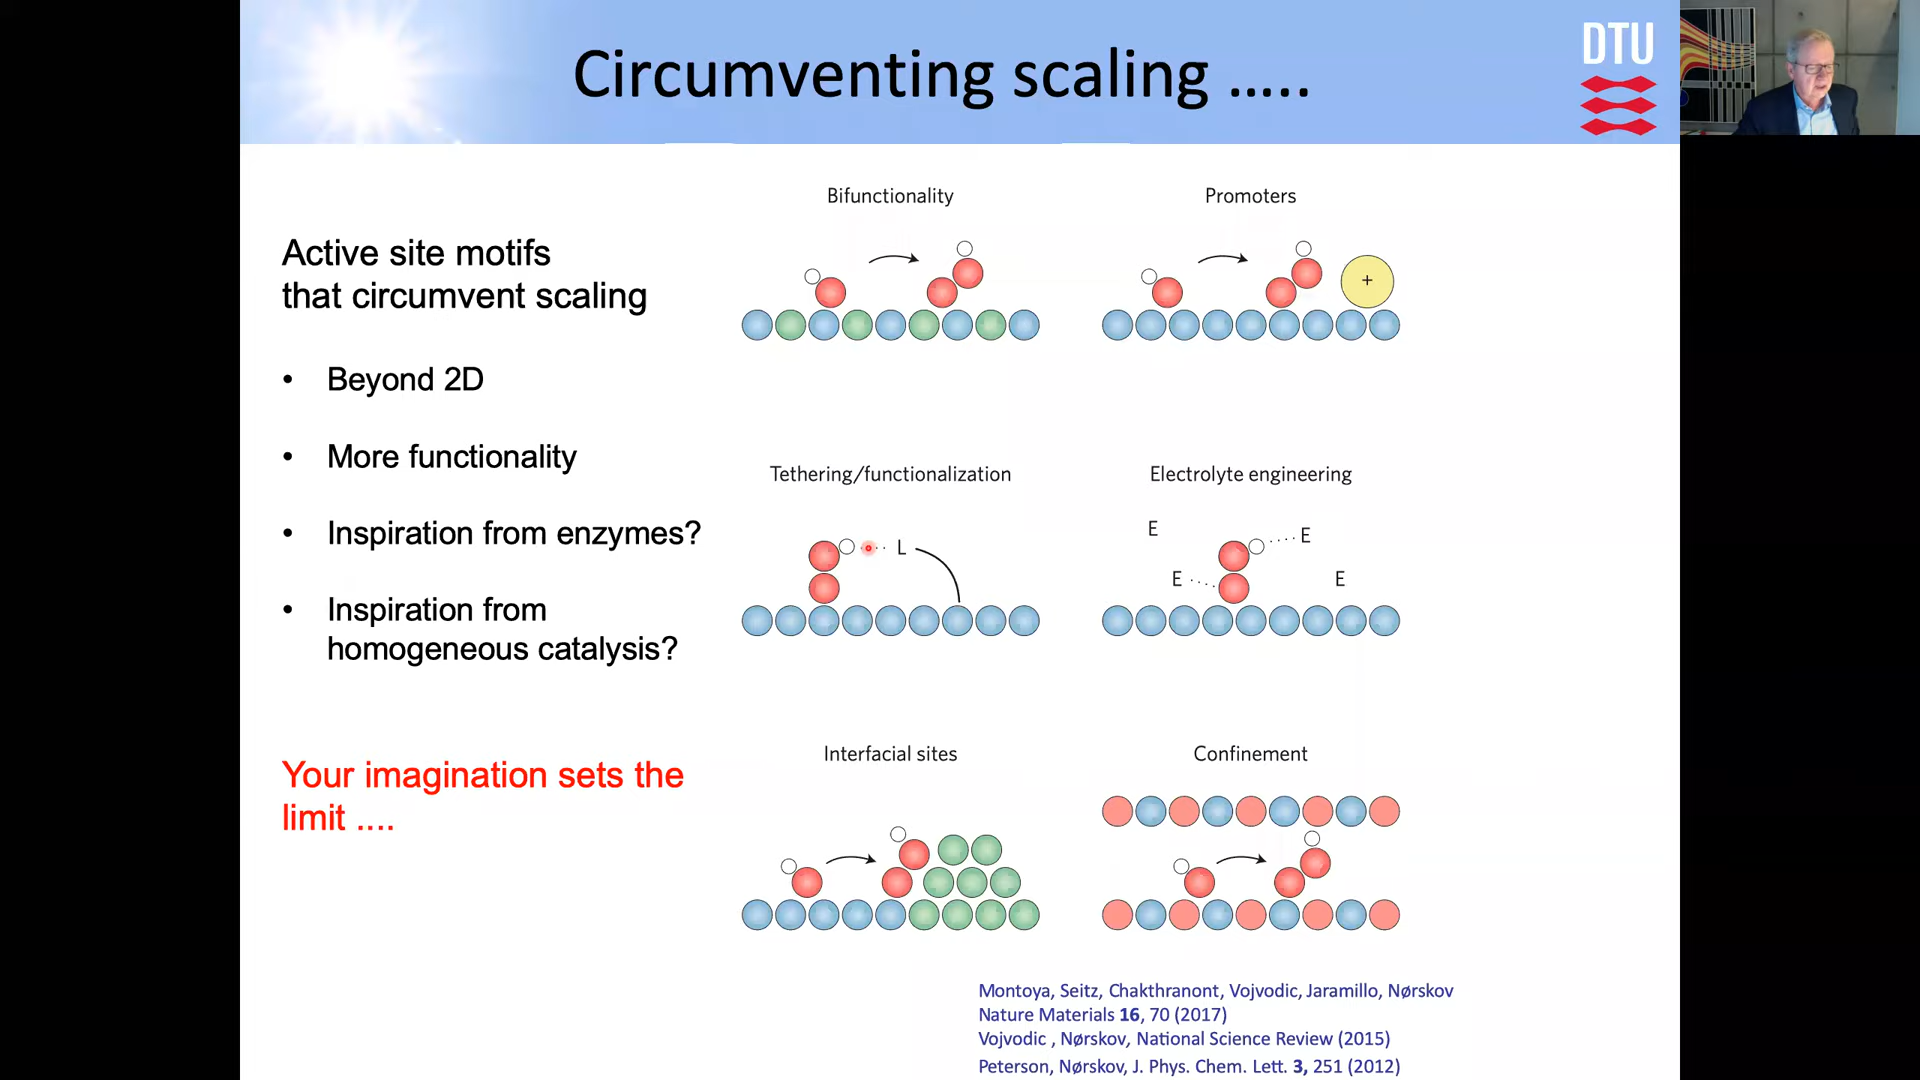 Circumventing scaling .....
DTU
Active site motifs
that circumvent scaling
• Beyond 2D
• More functionality
• Inspiration from enzymes?
• Inspiration from
homogeneous catalysis?
Your imagination sets the
limit ....
Bifunctionality
Promoters
+
Tethering/functionalization
L
Electrolyte engineering
E
E
E
E
Interfacial sites
Confinement
Montoya, Seitz, Chakthranont, Vojvodic, Jaramillo, Nørskov
Nature Materials 16, 70 (2017)
Vojvodic , Nørskov, National Science Review (2015)
Peterson, Nørskov, J. Phys. Chem. Lett. 3, 251 (2012)